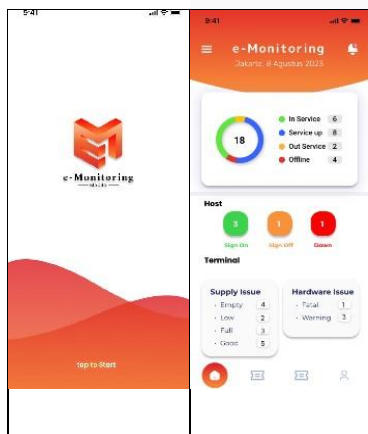 9:41
e-Monitoring
tap to Start
9:41
e-Monitoring
Jakarta, 8 Agustus 2023
18
In Service 6
Service up 8
Out Service 2
Offline 4
Host
3
1
1
Sign On
Sign Off
Down
Terminal
Supply Issue
Empty 4
Low 2
Full 3
Good 5
Hardware Issue
Fatal 1
Warning 3